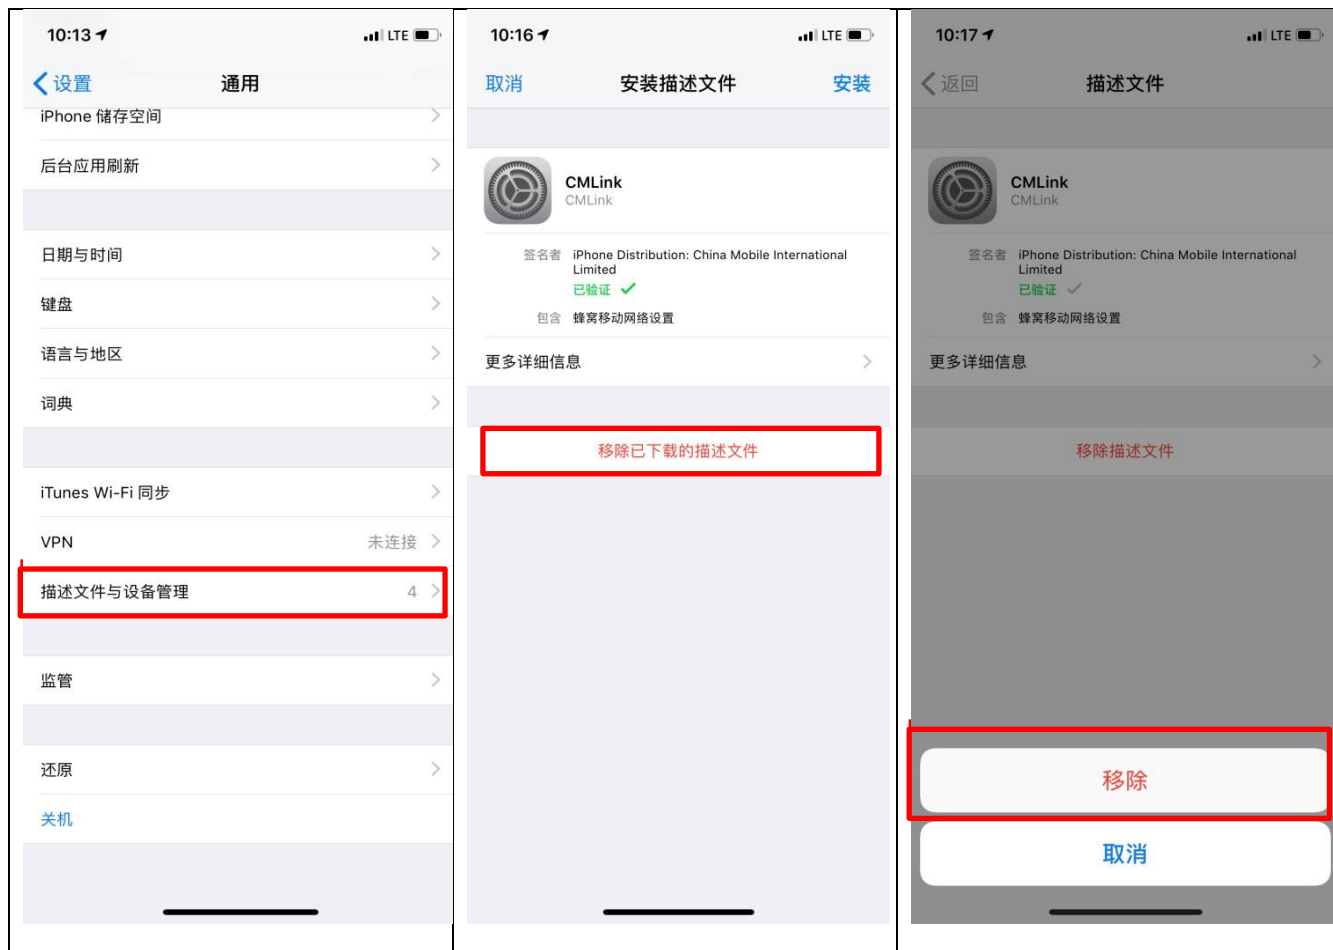 10:13
LTE
设置
通用
iPhone 储存空间
后台应用刷新
日期与时间
键盘
语言与地区
词典
iTunes Wi-Fi 同步
VPN 未连接
描述文件与设备管理 4
监管
还原
关机
10:16
LTE
取消
安装描述文件
安装
CMLink
CMLink
签名者 iPhone Distribution: China Mobile International
Limited
已验证
包含 蜂窝移动网络设置
更多详细信息
移除已下载的描述文件
10:17
LTE
返回
描述文件
CMLink
CMLink
签名者 iPhone Distribution: China Mobile International
Limited
已验证
包含 蜂窝移动网络设置
更多详细信息
移除描述文件
移除
取消